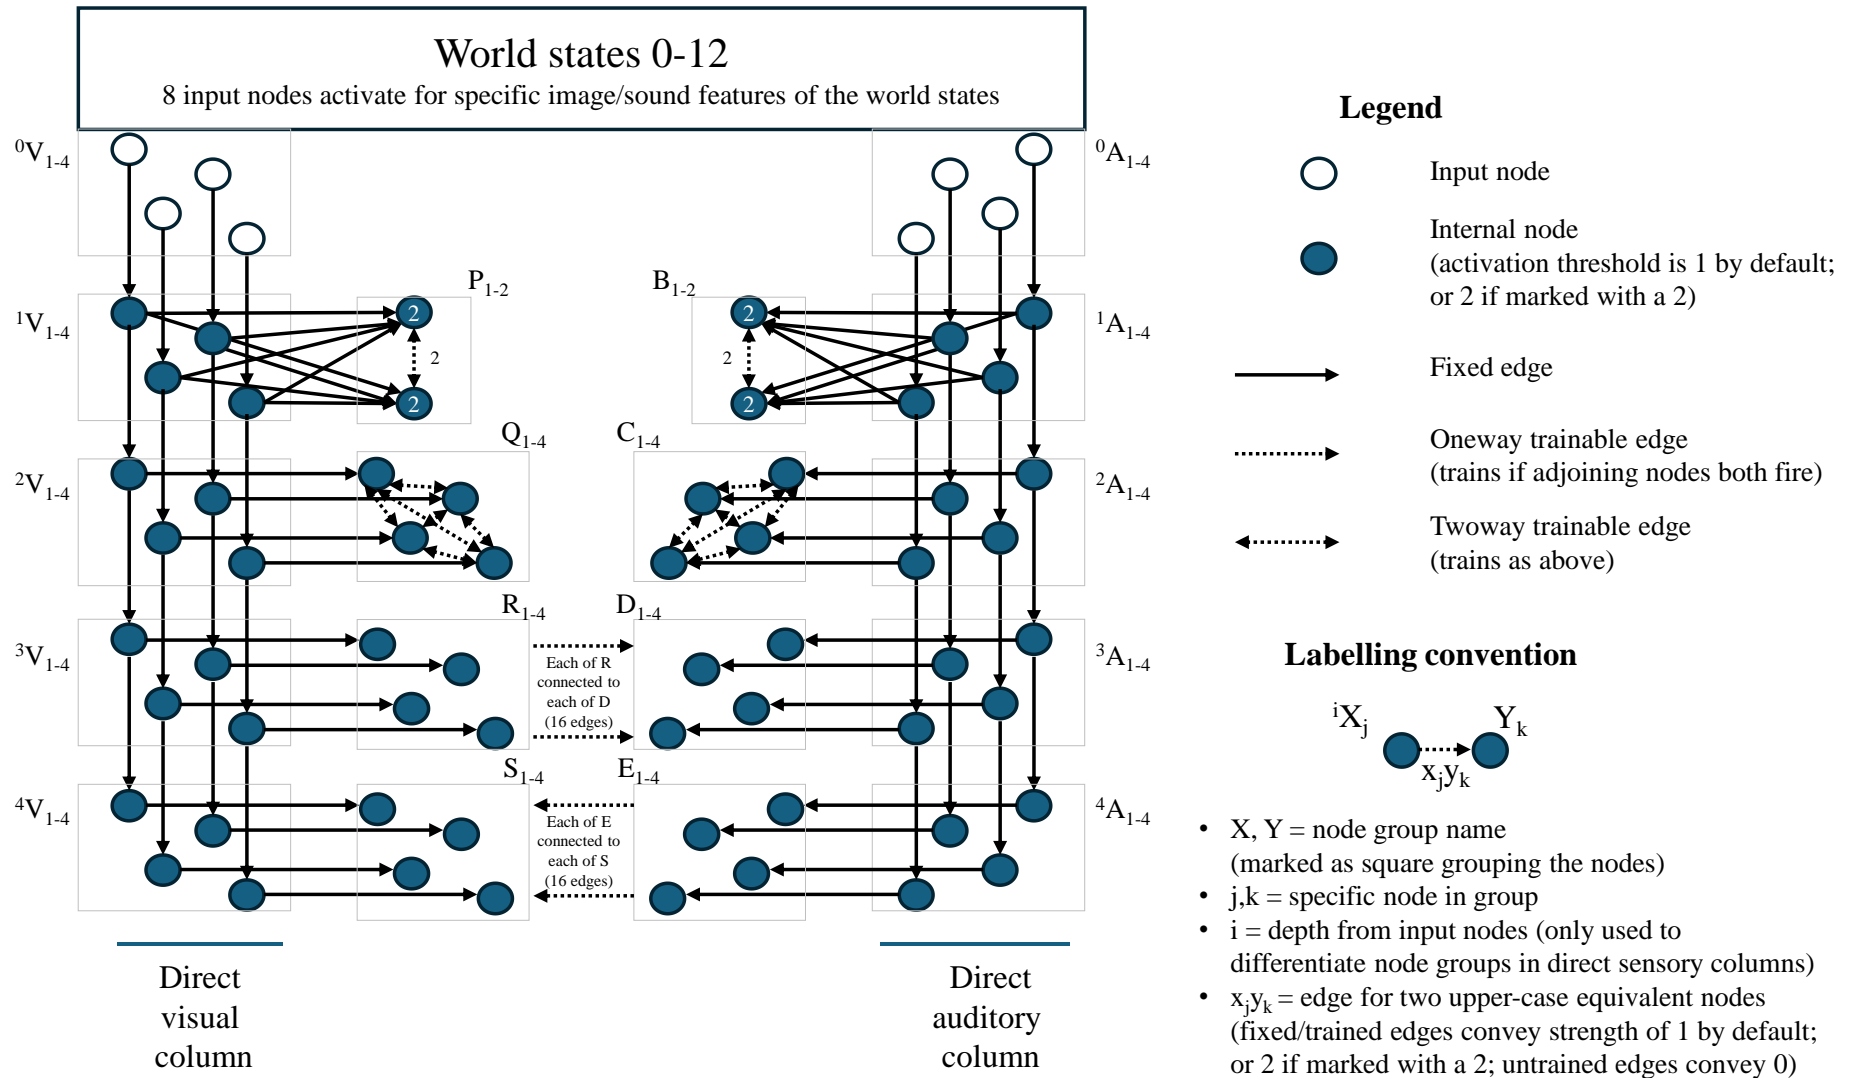 World states 0-12
8 input nodes activate for specific image/sound features of the world states
⁰V₁₋₄
⁰A₁₋₄
P₁₋₂
B₁₋₂
¹V₁₋₄
2
2
¹A₁₋₄
2
2
2
2
Q₁₋₄
C₁₋₄
²V₁₋₄
²A₁₋₄
R₁₋₄
D₁₋₄
³V₁₋₄
Each of R
connected to
each of D
(16 edges)
³A₁₋₄
S₁₋₄
E₁₋₄
⁴V₁₋₄
Each of E
connected to
each of S
(16 edges)
⁴A₁₋₄
Direct
visual
column
Direct
auditory
column
Legend
Input node
Internal node
(activation threshold is 1 by default;
or 2 if marked with a 2)
Fixed edge
Oneway trainable edge
(trains if adjoining nodes both fire)
Twoway trainable edge
(trains as above)
Labelling convention
ⁱXⱼ
Yₖ
xⱼyₖ
• X, Y = node group name
(marked as square grouping the nodes)
• j,k = specific node in group
• i = depth from input nodes (only used to
differentiate node groups in direct sensory columns)
• xⱼyₖ = edge for two upper-case equivalent nodes
(fixed/trained edges convey strength of 1 by default;
or 2 if marked with a 2; untrained edges convey 0)